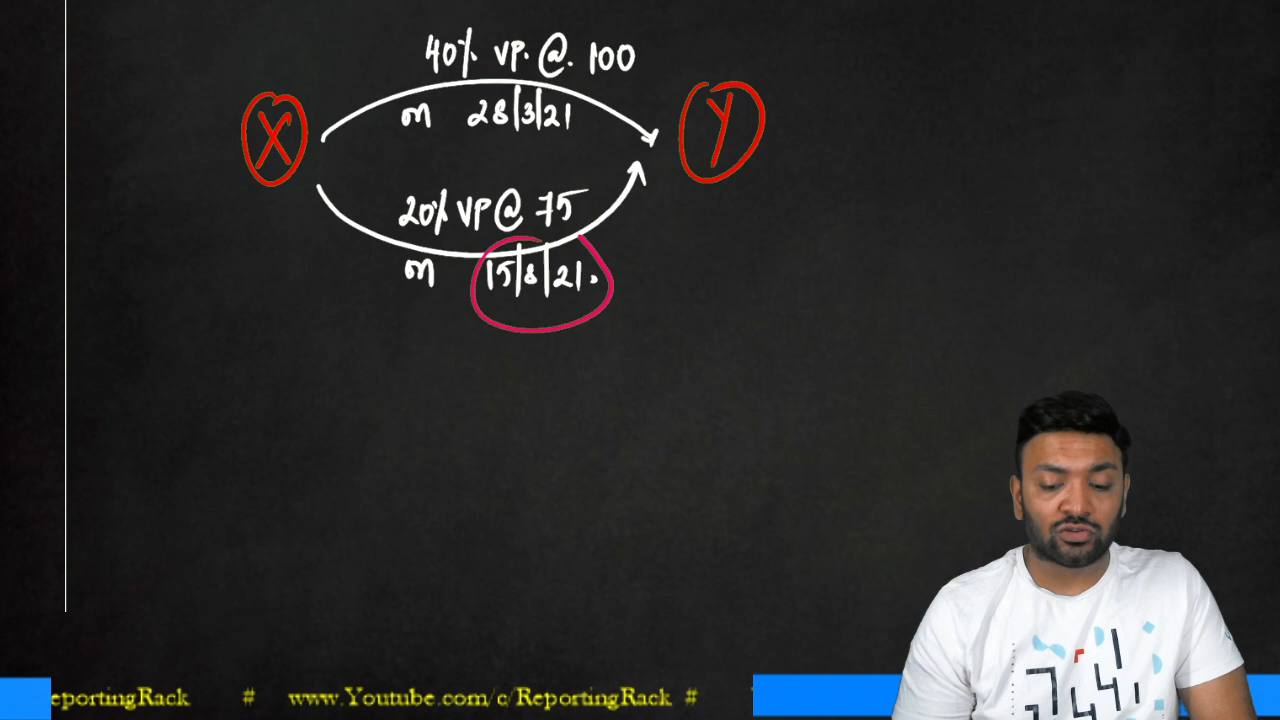 40% VP. @. 100
X
on 28|3|21
Y
20% VP @ 75
on 15|8|21.
eportingRack # www.Youtube.com/c/ReportingRack #